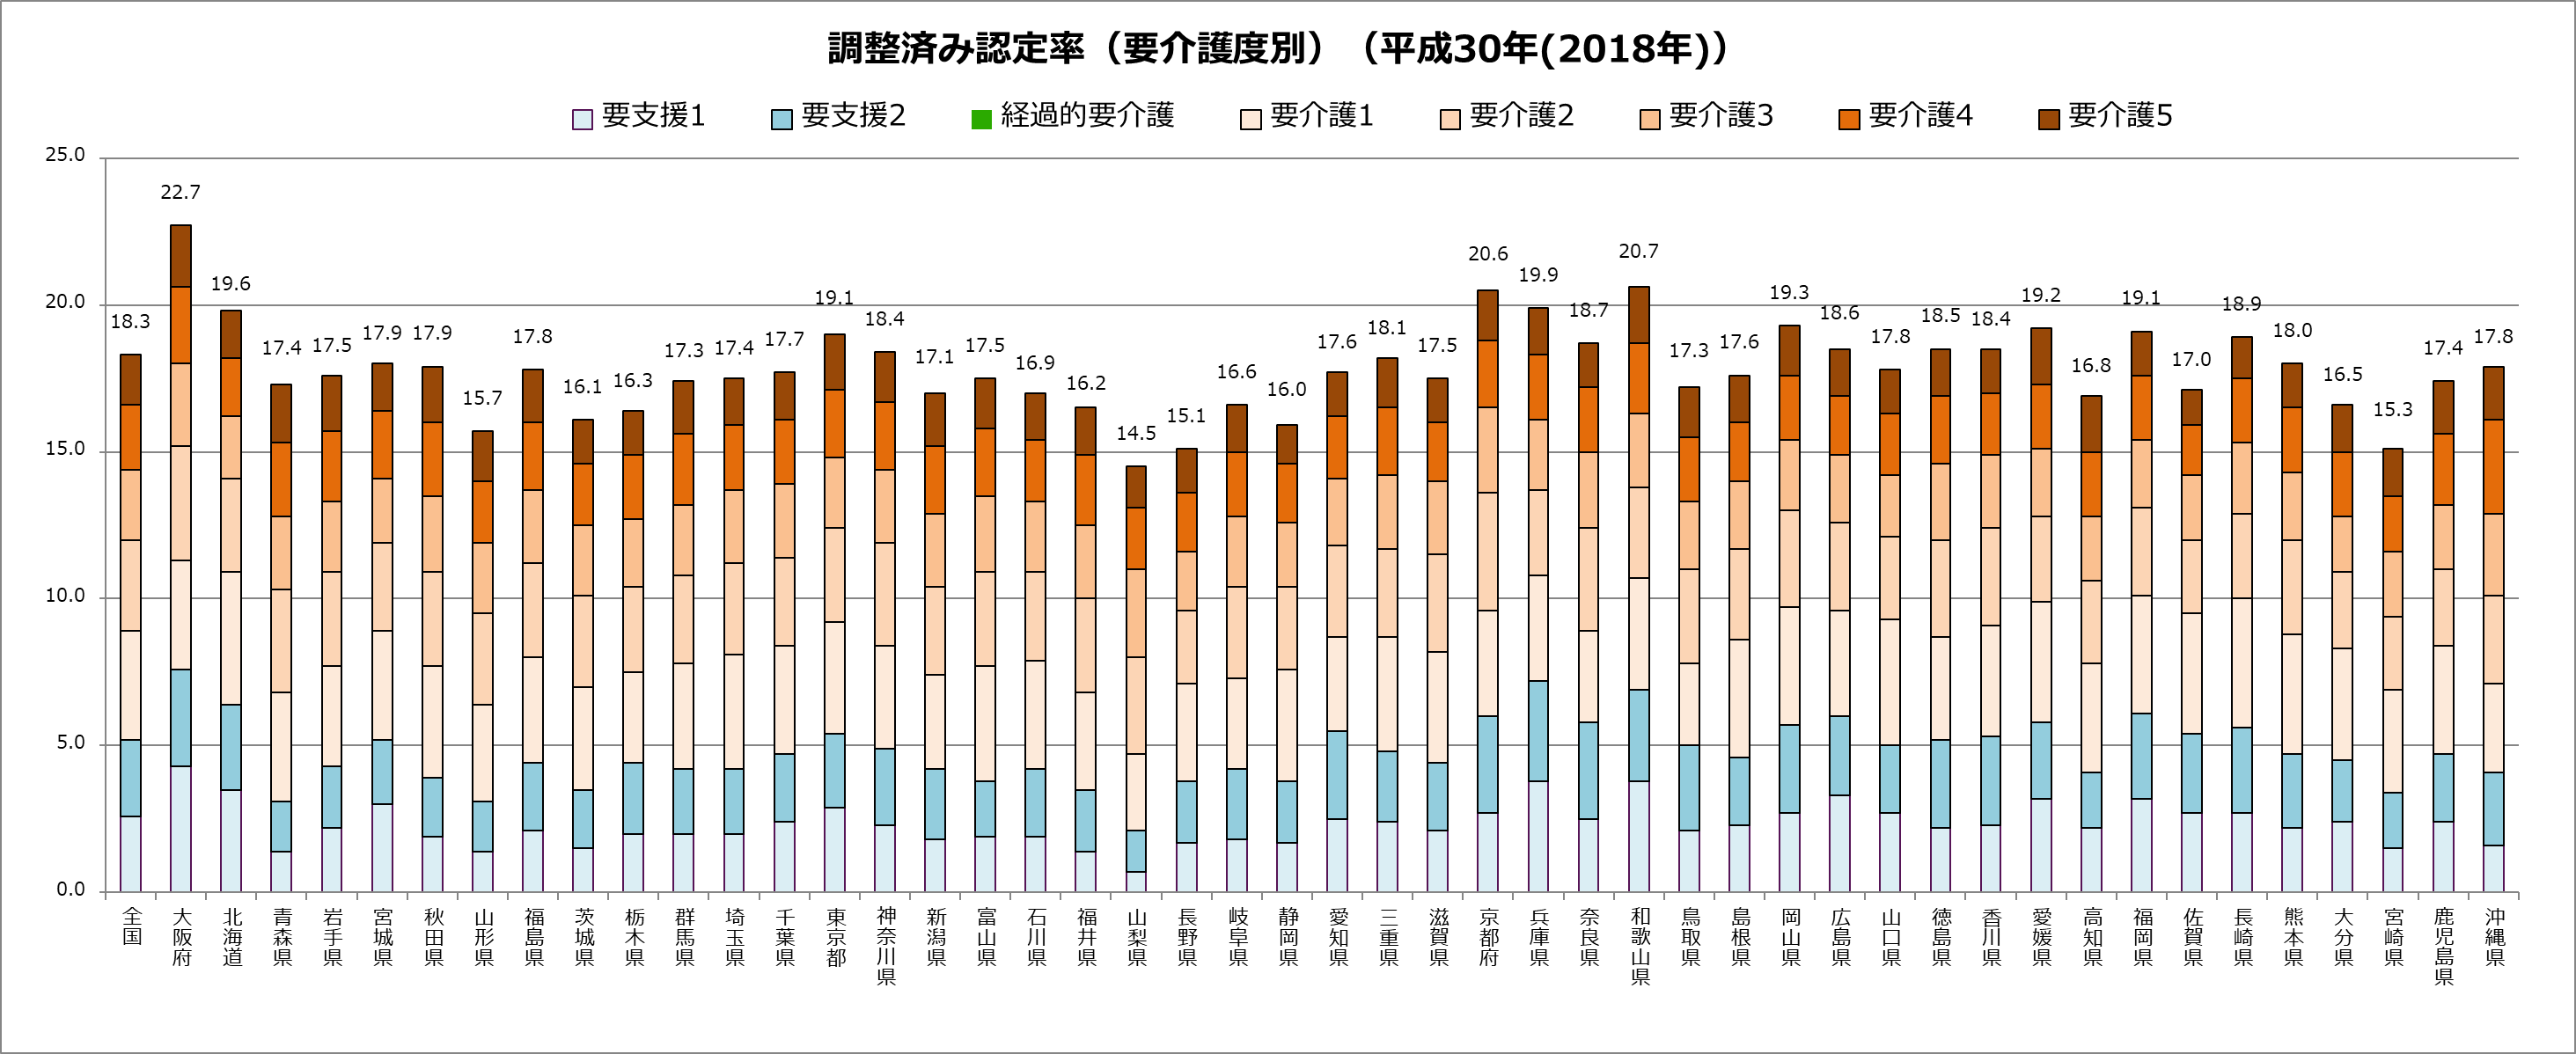 調整済み認定率（要介護度別）（平成30年(2018年)）
要支援1 要支援2 経過的要介護 要介護1 要介護2 要介護3 要介護4 要介護5
25.0
20.0
15.0
10.0
5.0
0.0
18.3 22.7 19.6 17.4 17.5 17.9 17.9 15.7 17.8 16.1 16.3 17.3 17.4 17.7 19.1 18.4 17.1 17.5 16.9 16.2 14.5 15.1 16.6 16.0 17.6 18.1 17.5 20.6 19.9 18.7 20.7 17.3 17.6 19.3 18.6 17.8 18.5 18.4 19.2 16.8 19.1 17.0 18.9 18.0 16.5 15.3 17.4 17.8
全国
大阪府
北海道
青森県
岩手県
宮城県
秋田県
山形県
福島県
茨城県
栃木県
群馬県
埼玉県
千葉県
東京都
神奈川県
新潟県
富山県
石川県
福井県
山梨県
長野県
岐阜県
静岡県
愛知県
三重県
滋賀県
京都府
兵庫県
奈良県
和歌山県
鳥取県
島根県
岡山県
広島県
山口県
徳島県
香川県
愛媛県
高知県
福岡県
佐賀県
長崎県
熊本県
大分県
宮崎県
鹿児島県
沖縄県